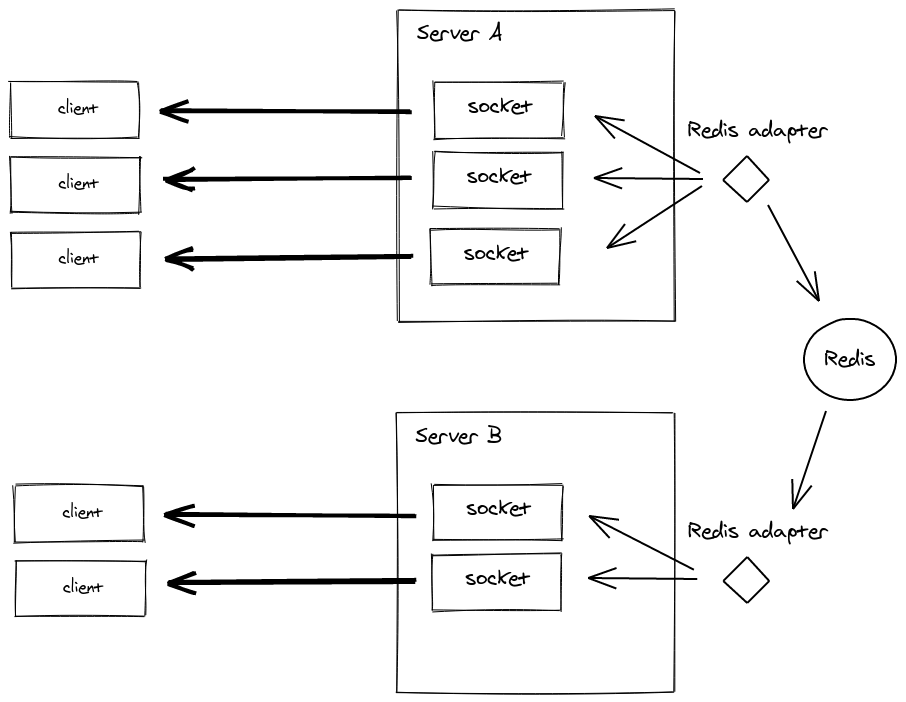 Server A
client
socket
Redis adapter
client
socket
client
socket
Redis
Server B
client
socket
Redis adapter
client
socket